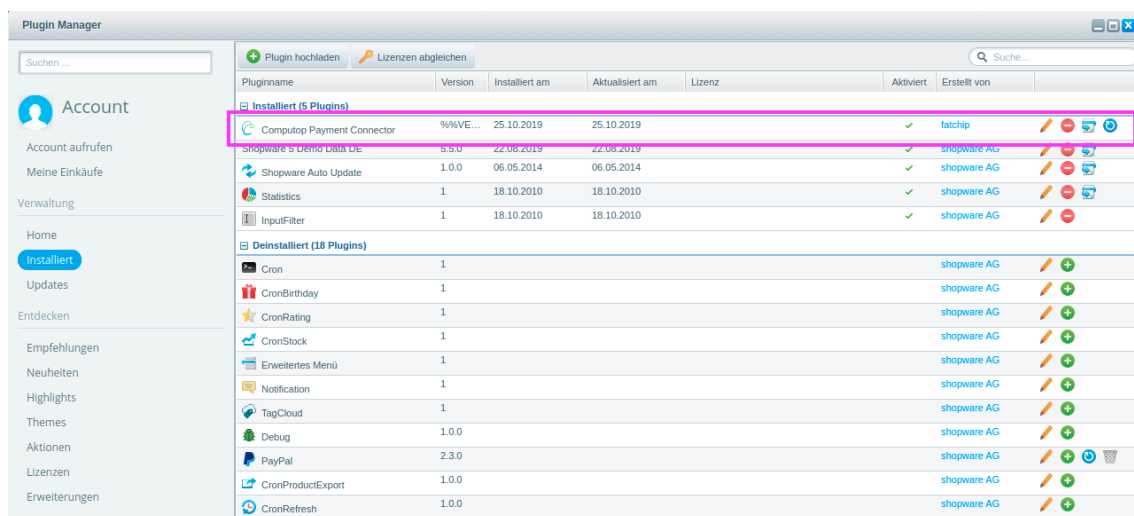 Plugin Manager
Suchen ...
Account
Account aufrufen
Meine Einkäufe
Verwaltung
Home
Installiert
Updates
Entdecken
Empfehlungen
Neuheiten
Highlights
Themes
Aktionen
Lizenzen
Erweiterungen
Plugin hochladen Lizenzen abgleichen Suche...
Pluginname Version Installiert am Aktualisiert am Lizenz Aktiviert Erstellt von
Installiert (5 Plugins)
Computop Payment Connector %%VE... 25.10.2019 25.10.2019 fatchip
Shopware 5 Demo Data DE 5.5.0 22.08.2019 22.08.2019 shopware AG
Shopware Auto Update 1.0.0 06.05.2014 06.05.2014 shopware AG
Statistics 1 18.10.2010 18.10.2010 shopware AG
InputFilter 1 18.10.2010 18.10.2010 shopware AG
Deinstalliert (18 Plugins)
Cron 1 shopware AG
CronBirthday 1 shopware AG
CronRating 1 shopware AG
CronStock 1 shopware AG
Erweitertes Menü 1 shopware AG
Notification 1 shopware AG
TagCloud 1 shopware AG
Debug 1.0.0 shopware AG
PayPal 2.3.0 shopware AG
CronProductExport 1.0.0 shopware AG
CronRefresh 1.0.0 shopware AG